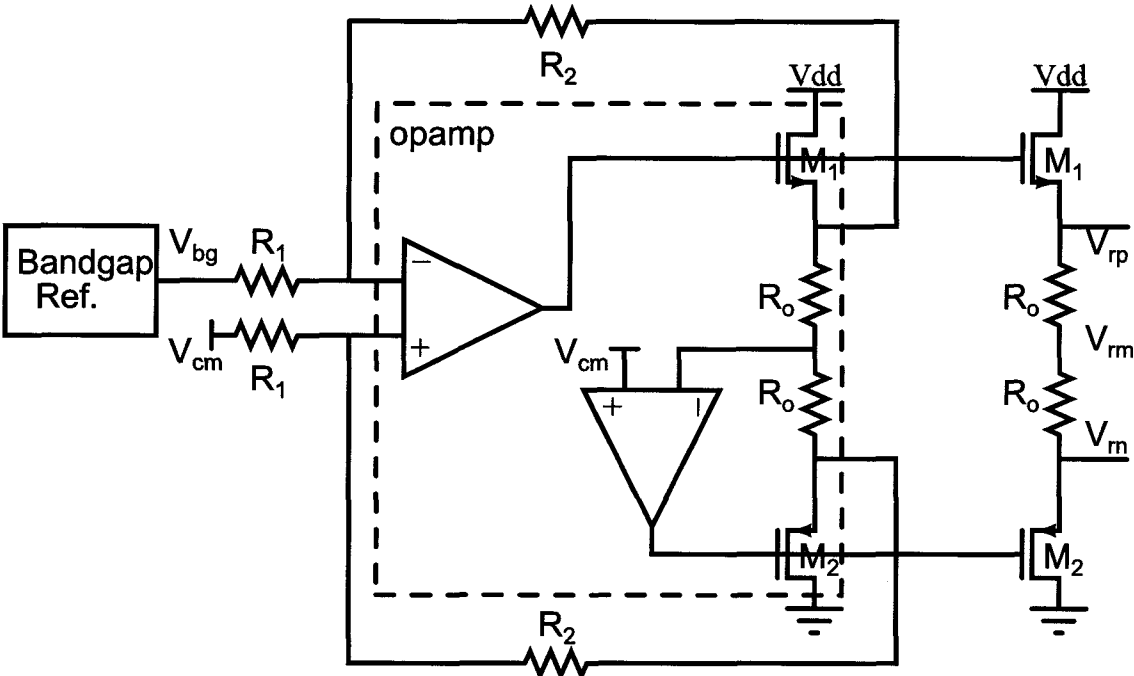 R2
Vdd
Vdd
opamp
M1
M1
Vbg
R1
Bandgap
Ref.
−
Vrp
Ro
Ro
Vcm
R1
+
Vcm
Vrm
+
−
Ro
Ro
Vrn
M2
M2
R2